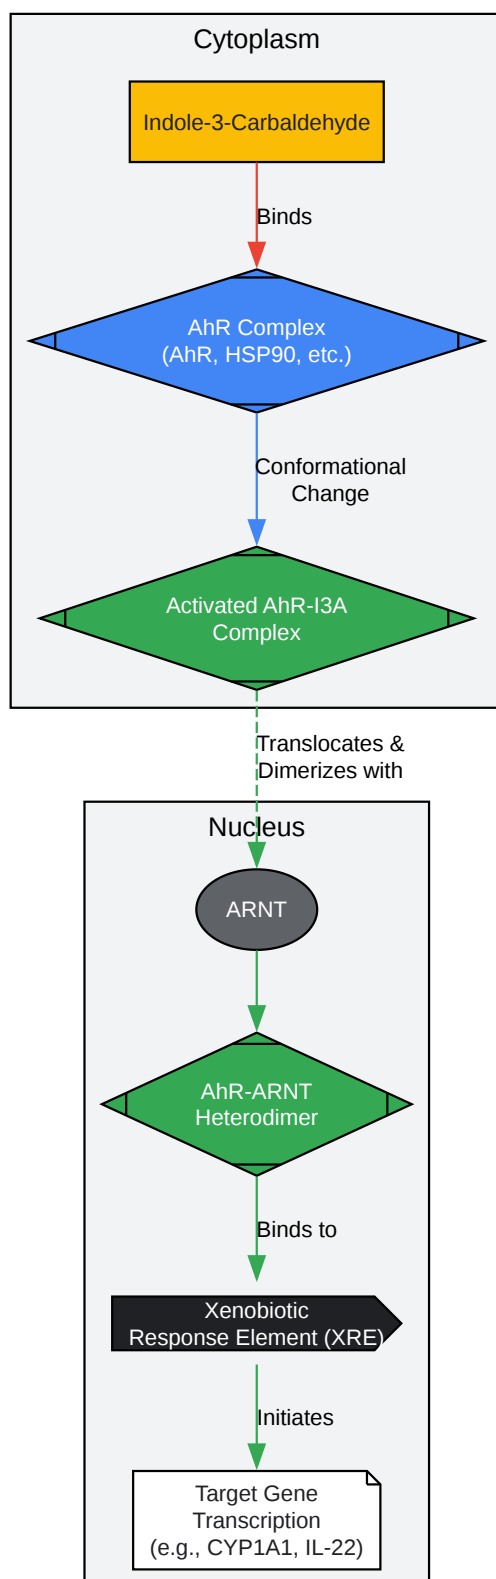 Cytoplasm
Indole-3-Carbaldehyde
Binds
AhR Complex
(AhR, HSP90, etc.)
Conformational
Change
Activated AhR-I3A
Complex
Translocates &
Dimerizes with
Nucleus
ARNT
AhR-ARNT
Heterodimer
Binds to
Xenobiotic
Response Element (XRE)
Initiates
Target Gene
Transcription
(e.g., CYP1A1, IL-22)